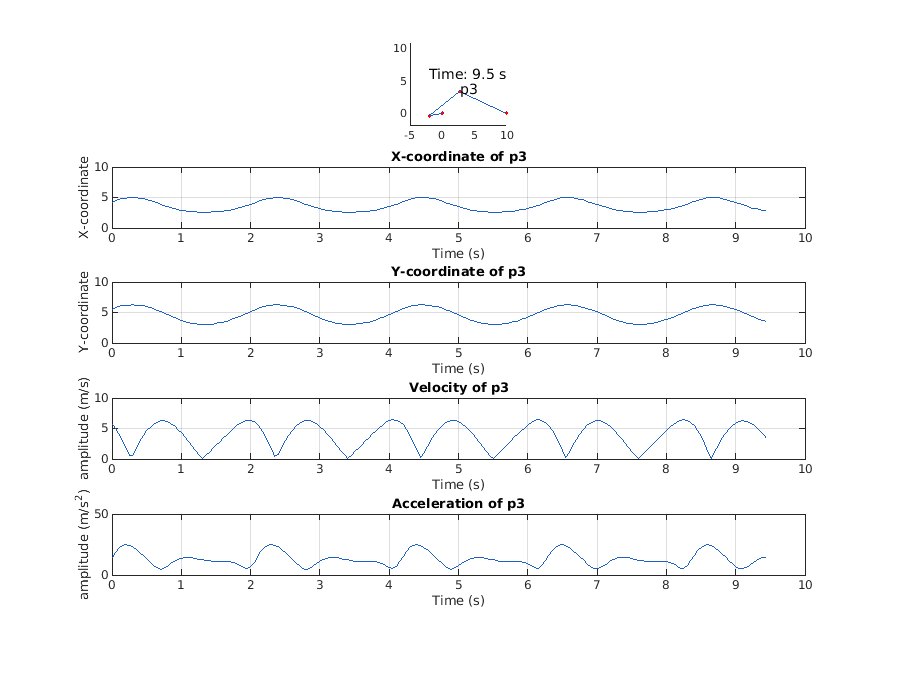 10
5
0
-5 0 5 10
Time: 9.5 s
p3
X-coordinate of p3
X-coordinate
10
5
0
0 1 2 3 4 5 6 7 8 9 10
Time (s)
Y-coordinate of p3
Y-coordinate
10
5
0
0 1 2 3 4 5 6 7 8 9 10
Time (s)
Velocity of p3
amplitude (m/s)
10
5
0
0 1 2 3 4 5 6 7 8 9 10
Time (s)
Acceleration of p3
amplitude (m/s²)
50
0
0 1 2 3 4 5 6 7 8 9 10
Time (s)